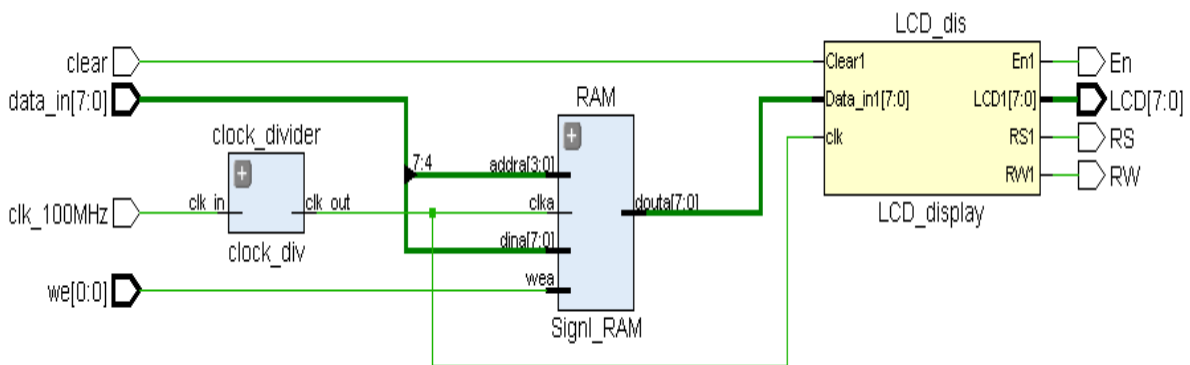 LCD_dis
clear
Clear1
En1
En
data_in[7:0]
RAM
Data_in1[7:0]
LCD1[7:0]
LCD[7:0]
clock_divider
7:4
addra[3:0]
clk
RS1
RS
RW1
RW
clk_100MHz
clk_in
clk_out
clka
douta[7:0]
LCD_display
clock_div
dina[7:0]
we[0:0]
wea
Signl_RAM